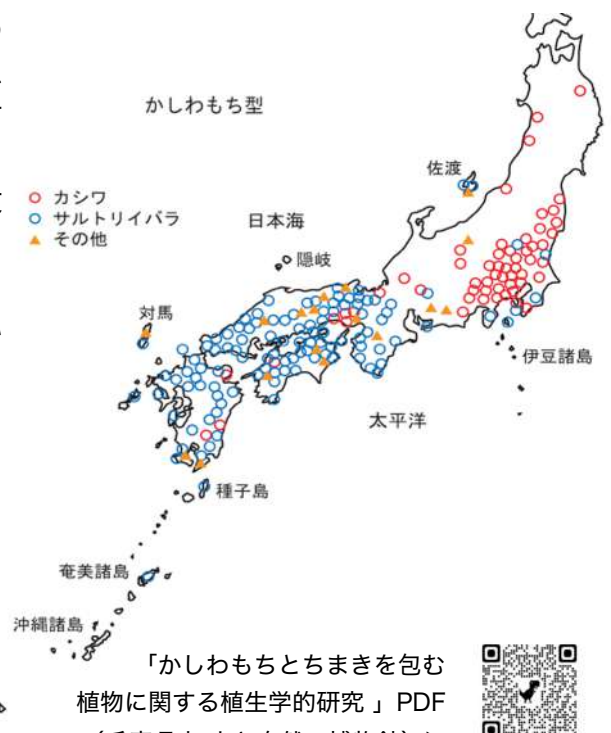 かしわもち型
佐渡
カシワ
サルトリイバラ
その他
日本海
隠岐
対馬
伊豆諸島
太平洋
種子島
奄美諸島
沖縄諸島
「かしわもちとちまきを包む
植物に関する植生学的研究 」PDF